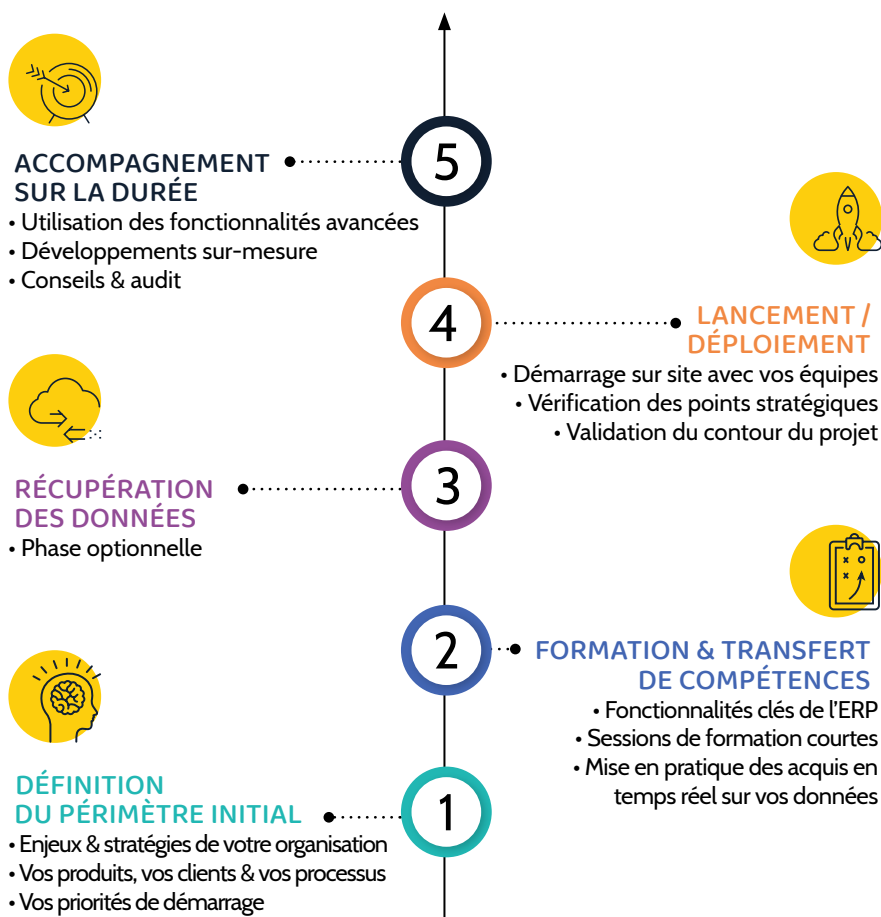 5
ACCOMPAGNEMENT
SUR LA DURÉE
• Utilisation des fonctionnalités avancées
• Développements sur-mesure
• Conseils & audit
4
LANCEMENT /
DÉPLOIEMENT
• Démarrage sur site avec vos équipes
• Vérification des points stratégiques
• Validation du contour du projet
3
RÉCUPÉRATION
DES DONNÉES
• Phase optionnelle
2
FORMATION & TRANSFERT
DE COMPÉTENCES
• Fonctionnalités clés de l’ERP
• Sessions de formation courtes
• Mise en pratique des acquis en
temps réel sur vos données
1
DÉFINITION
DU PÉRIMÈTRE INITIAL
• Enjeux & stratégies de votre organisation
• Vos produits, vos clients & vos processus
• Vos priorités de démarrage